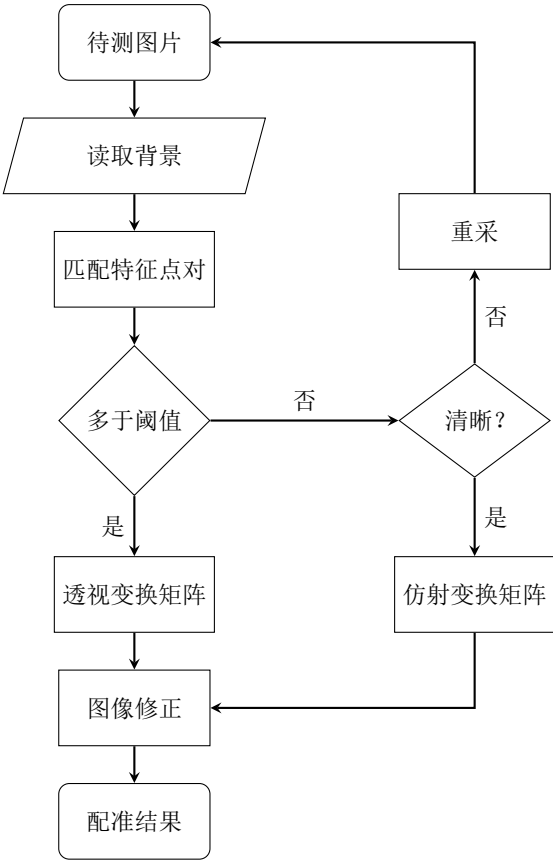 待测图片
读取背景
重采
匹配特征点对
否
多于阈值
否
清晰?
是
是
透视变换矩阵
仿射变换矩阵
图像修正
配准结果